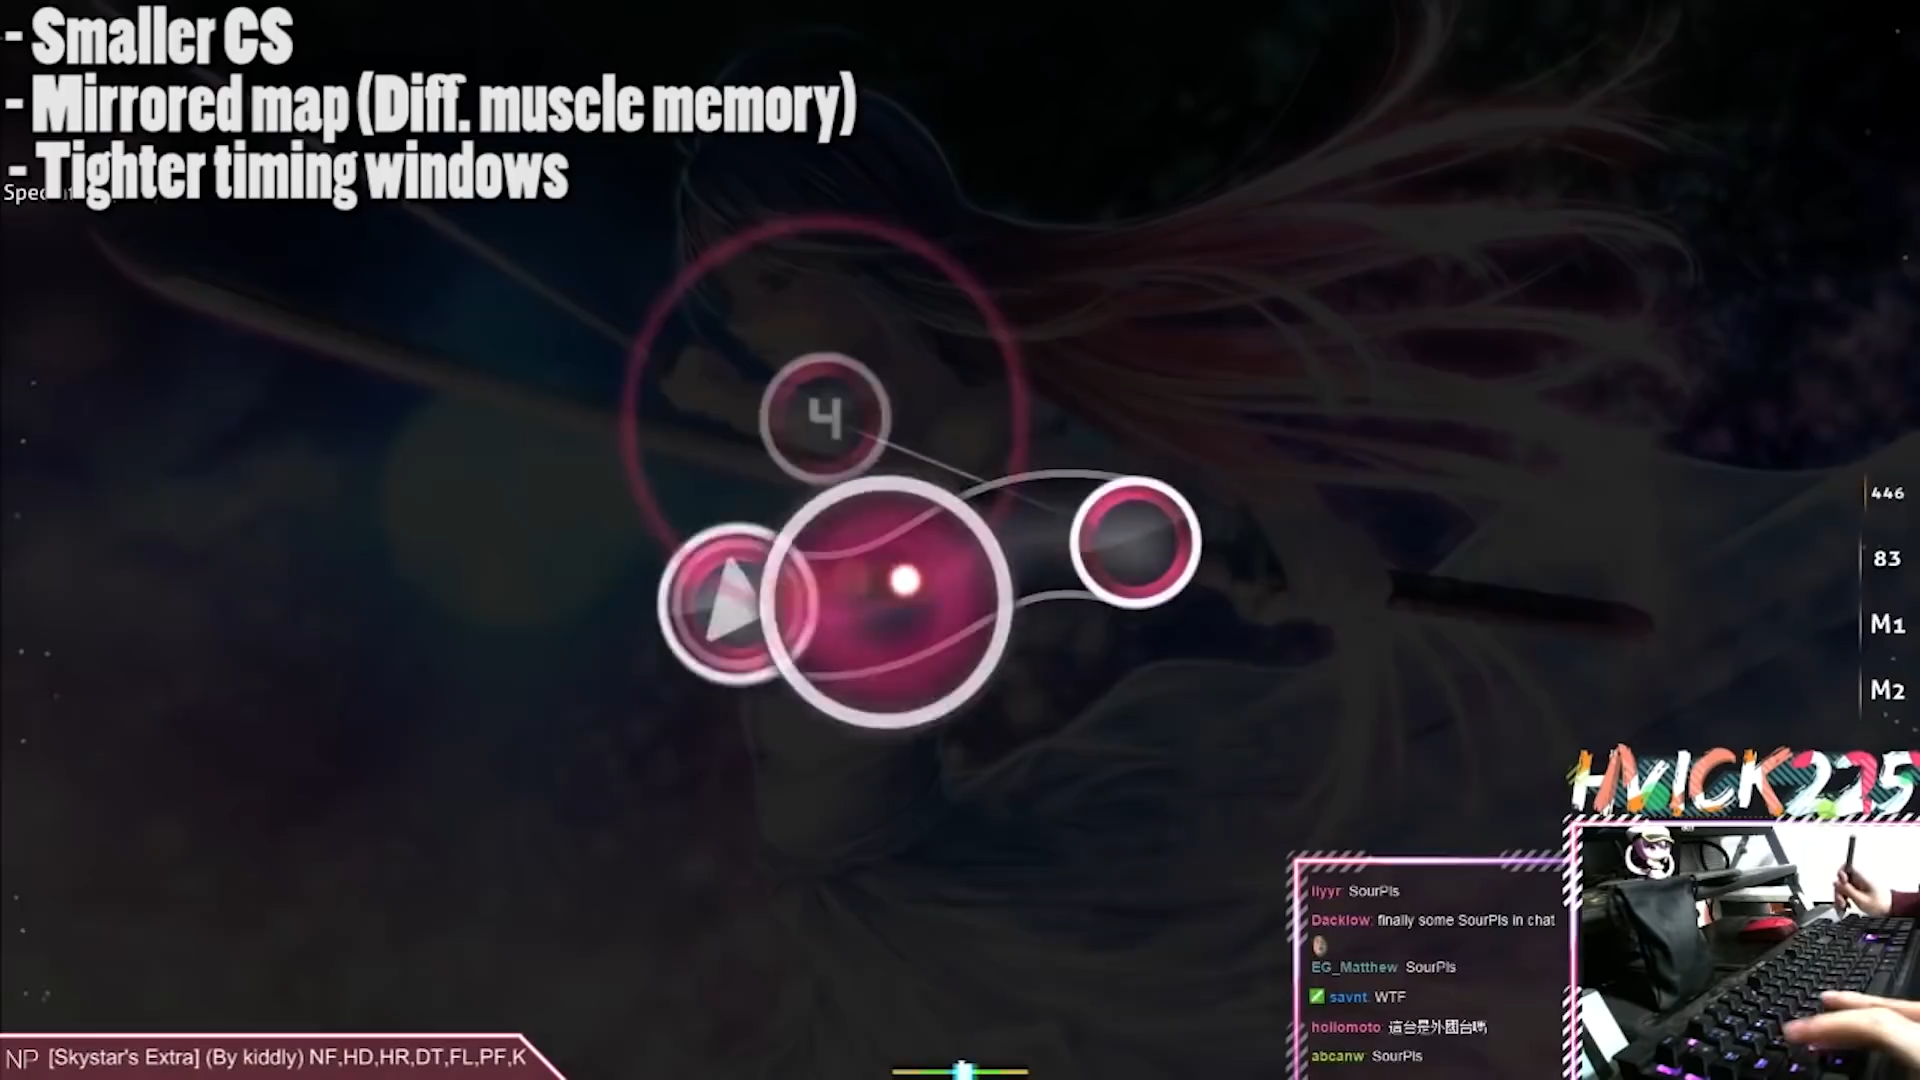 - Smaller CS
- Mirrored map (Diff. muscle memory)
- Tighter timing windows
4
446
83
M1
M2
HVICK225
llyyr: SourPls
Dacklow: finally some SourPls in chat
EG_Matthew: SourPls
savnt: WTF
hollomoto: 這台是外國台嗎
abcanw: SourPls
NP [Skystar's Extra] (By kiddly) NF,HD,HR,DT,FL,PF,K